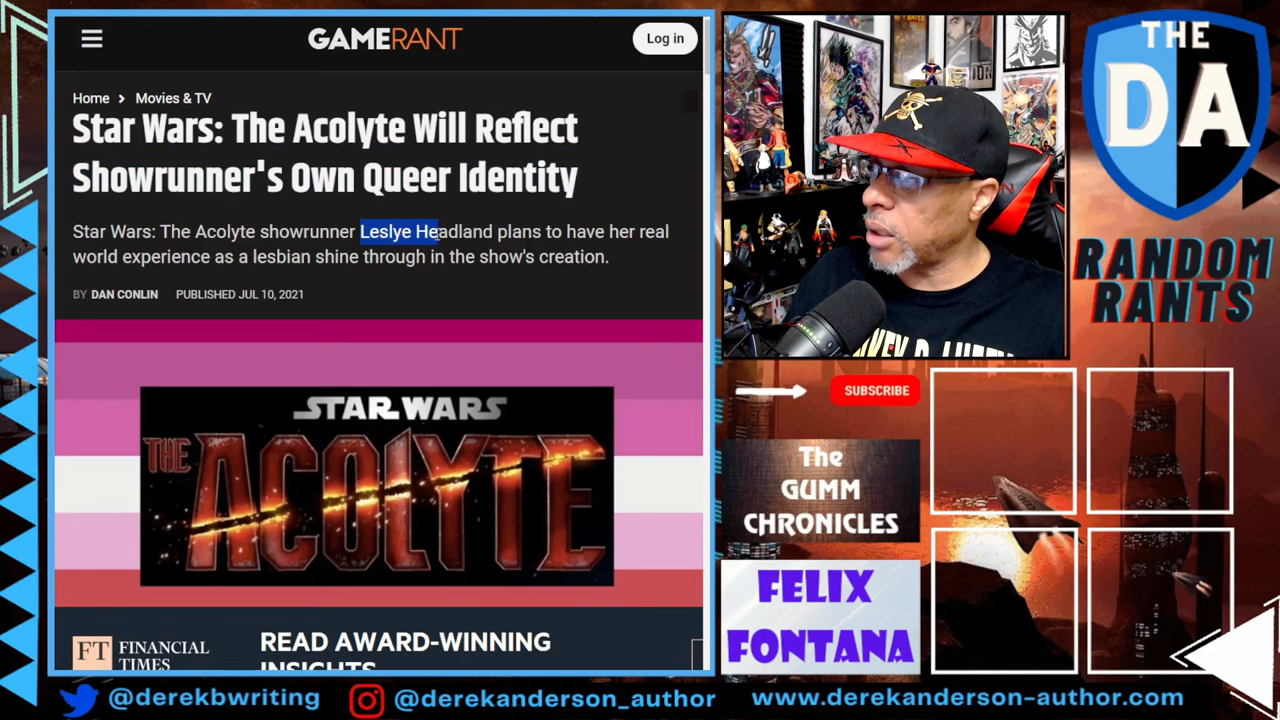 GAMERANT
Log in
Home > Movies & TV
Star Wars: The Acolyte Will Reflect
Showrunner's Own Queer Identity
Star Wars: The Acolyte showrunner Leslye Headland plans to have her real
world experience as a lesbian shine through in the show's creation.
BY DAN CONLIN PUBLISHED JUL 10, 2021
STAR WARS
THE ACOLYTE
FT FINANCIAL
TIMES
READ AWARD-WINNING
INSIGHTS
THE
DA
RANDOM
RANTS
SUBSCRIBE
The
GUMM
CHRONICLES
FELIX
FONTANA
@derekbwriting
@derekanderson_author
www.derekanderson-author.com